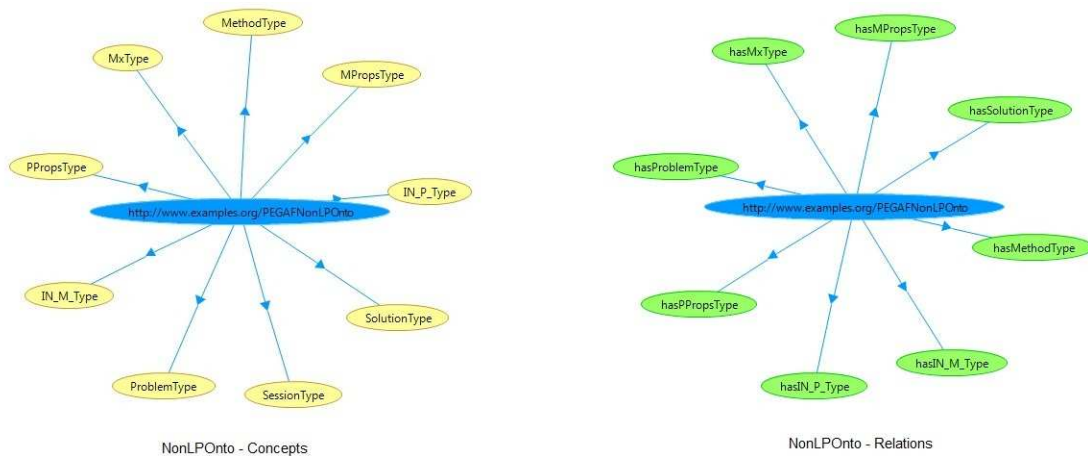 MethodType
MxType
MPropsType
PPropsType
IN_P_Type
http://www.examples.org/PEGAFNonLPOnto
IN_M_Type
SolutionType
ProblemType
SessionType
NonLPOnto - Concepts
hasMPropsType
hasMxType
hasSolutionType
hasProblemType
http://www.examples.org/PEGAFNonLPOnto
hasMethodType
hasPPropsType
hasIN_M_Type
hasIN_P_Type
NonLPOnto - Relations